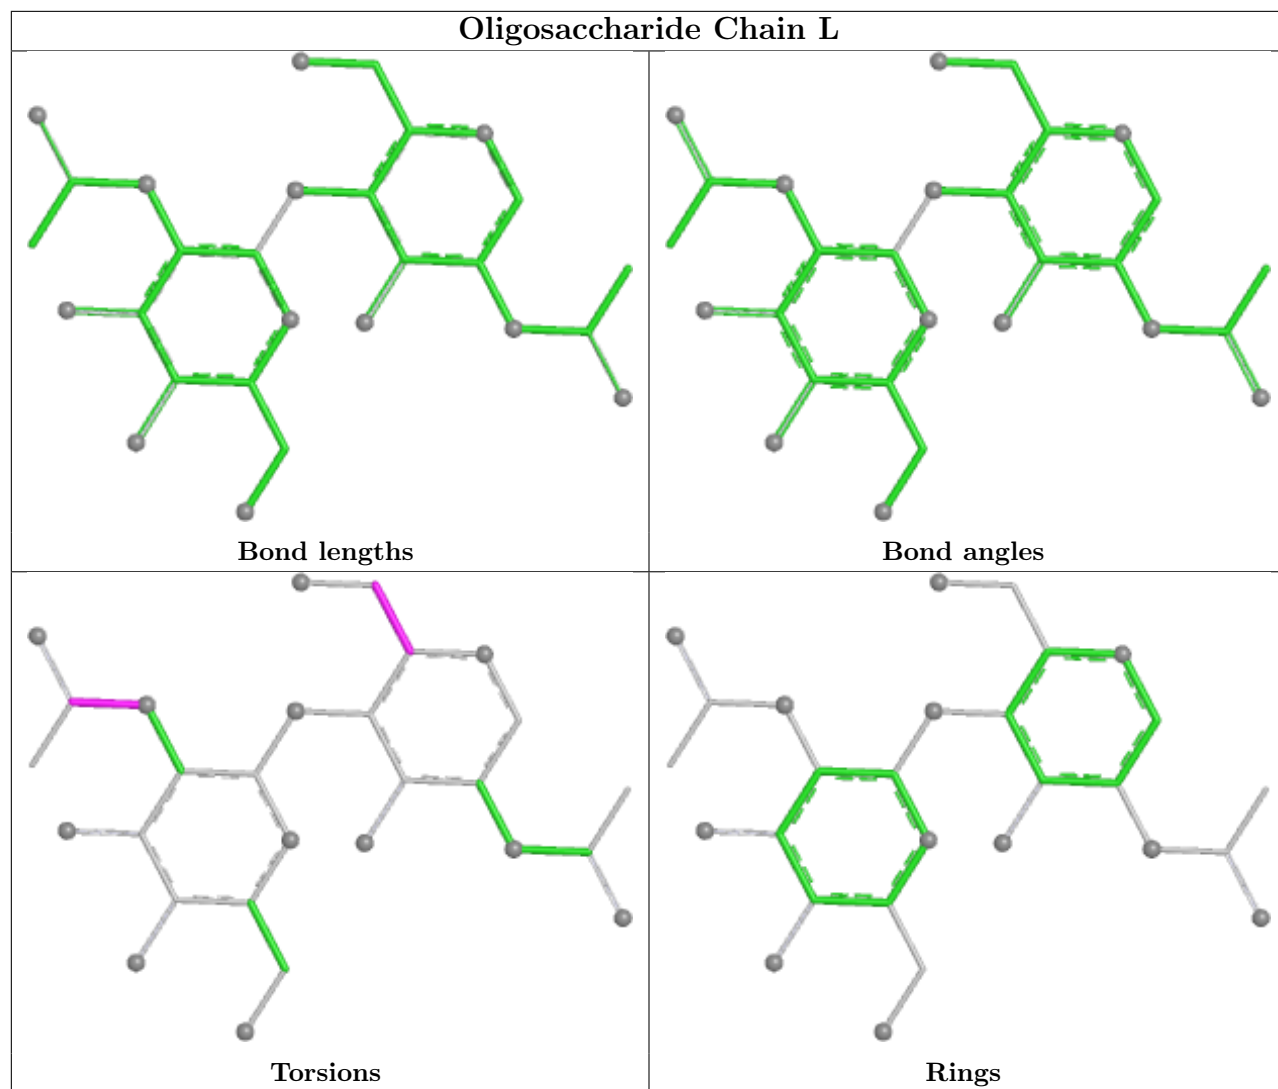 Oligosaccharide Chain L
Bond lengths
Bond angles
Torsions
Rings